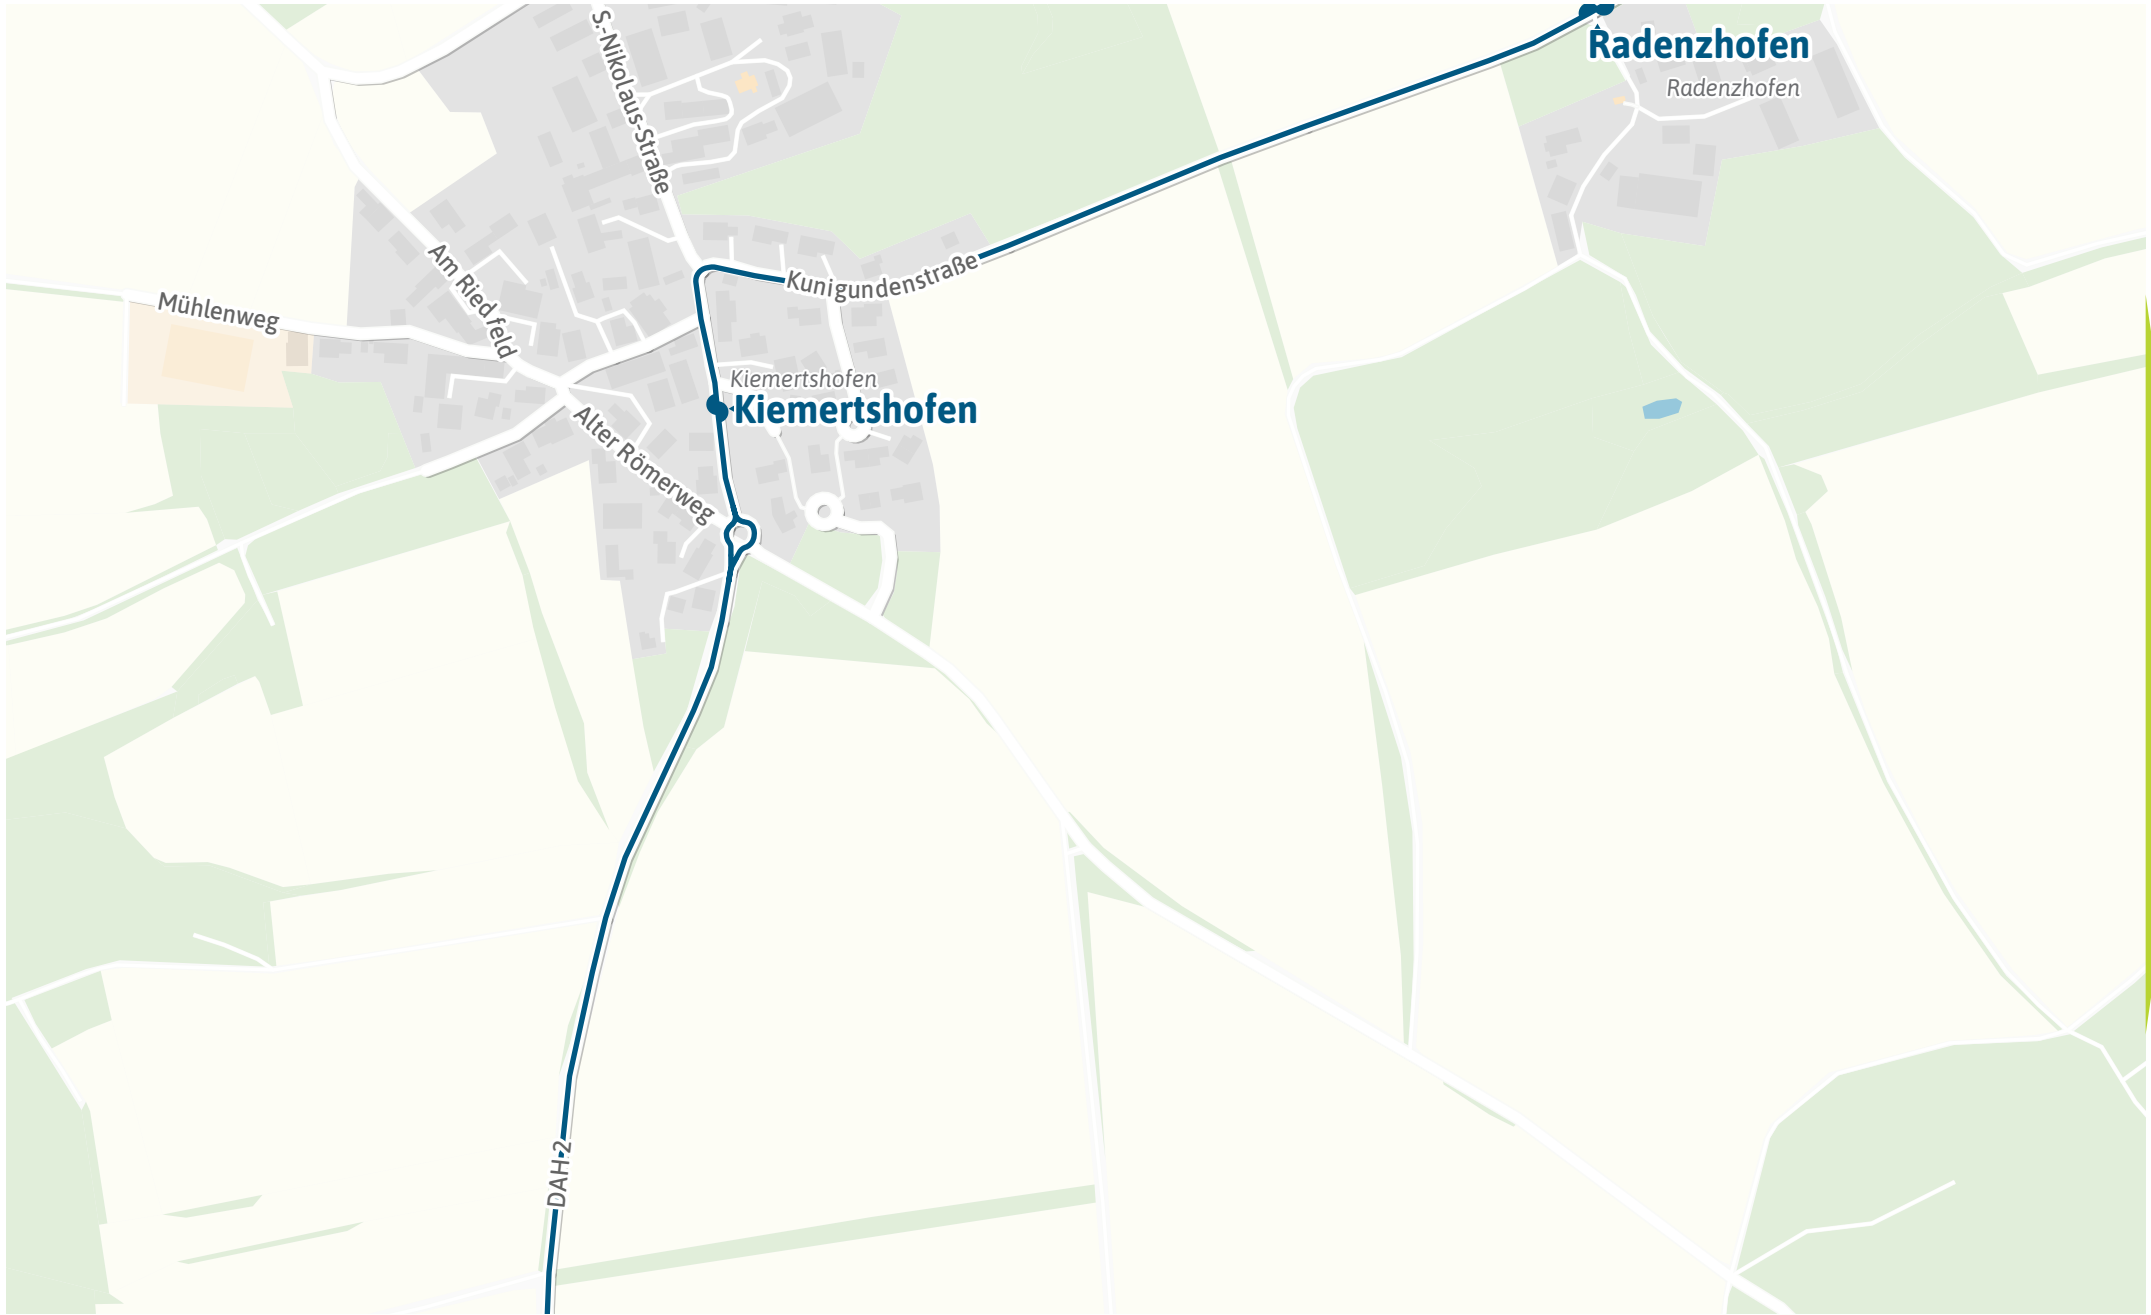 S.-Nikolaus-Straße
Radenzhofen
Radenzhofen
Am Riedfeld
Kunigundenstraße
Mühlenweg
Kiemertshofen
Kiemertshofen
Alter Römerweg
DAH 2